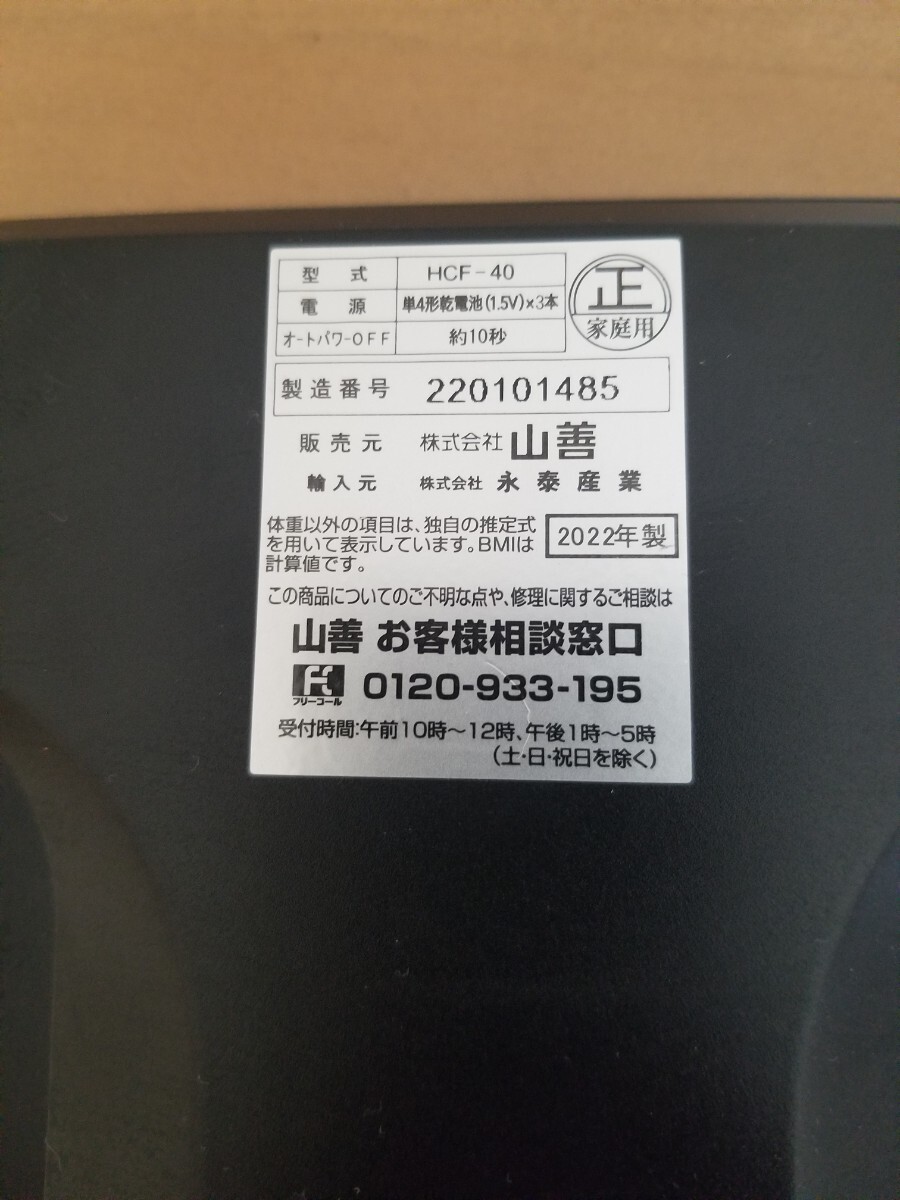 型式 HCF-40
電源 単4形乾電池(1.5V)×3本
オートパワーOFF 約10秒
正
家庭用
製造番号 220101485
販売元 株式会社 山善
輸入元 株式会社 永泰産業
体重以外の項目は、独自の推定式
を用いて表示しています。BMIは
計算値です。
2022年製
この商品についてのご不明な点や、修理に関するご相談は
山善 お客様相談窓口
フリーコール 0120-933-195
受付時間:午前10時〜12時、午後1時〜5時
(土・日・祝日を除く)